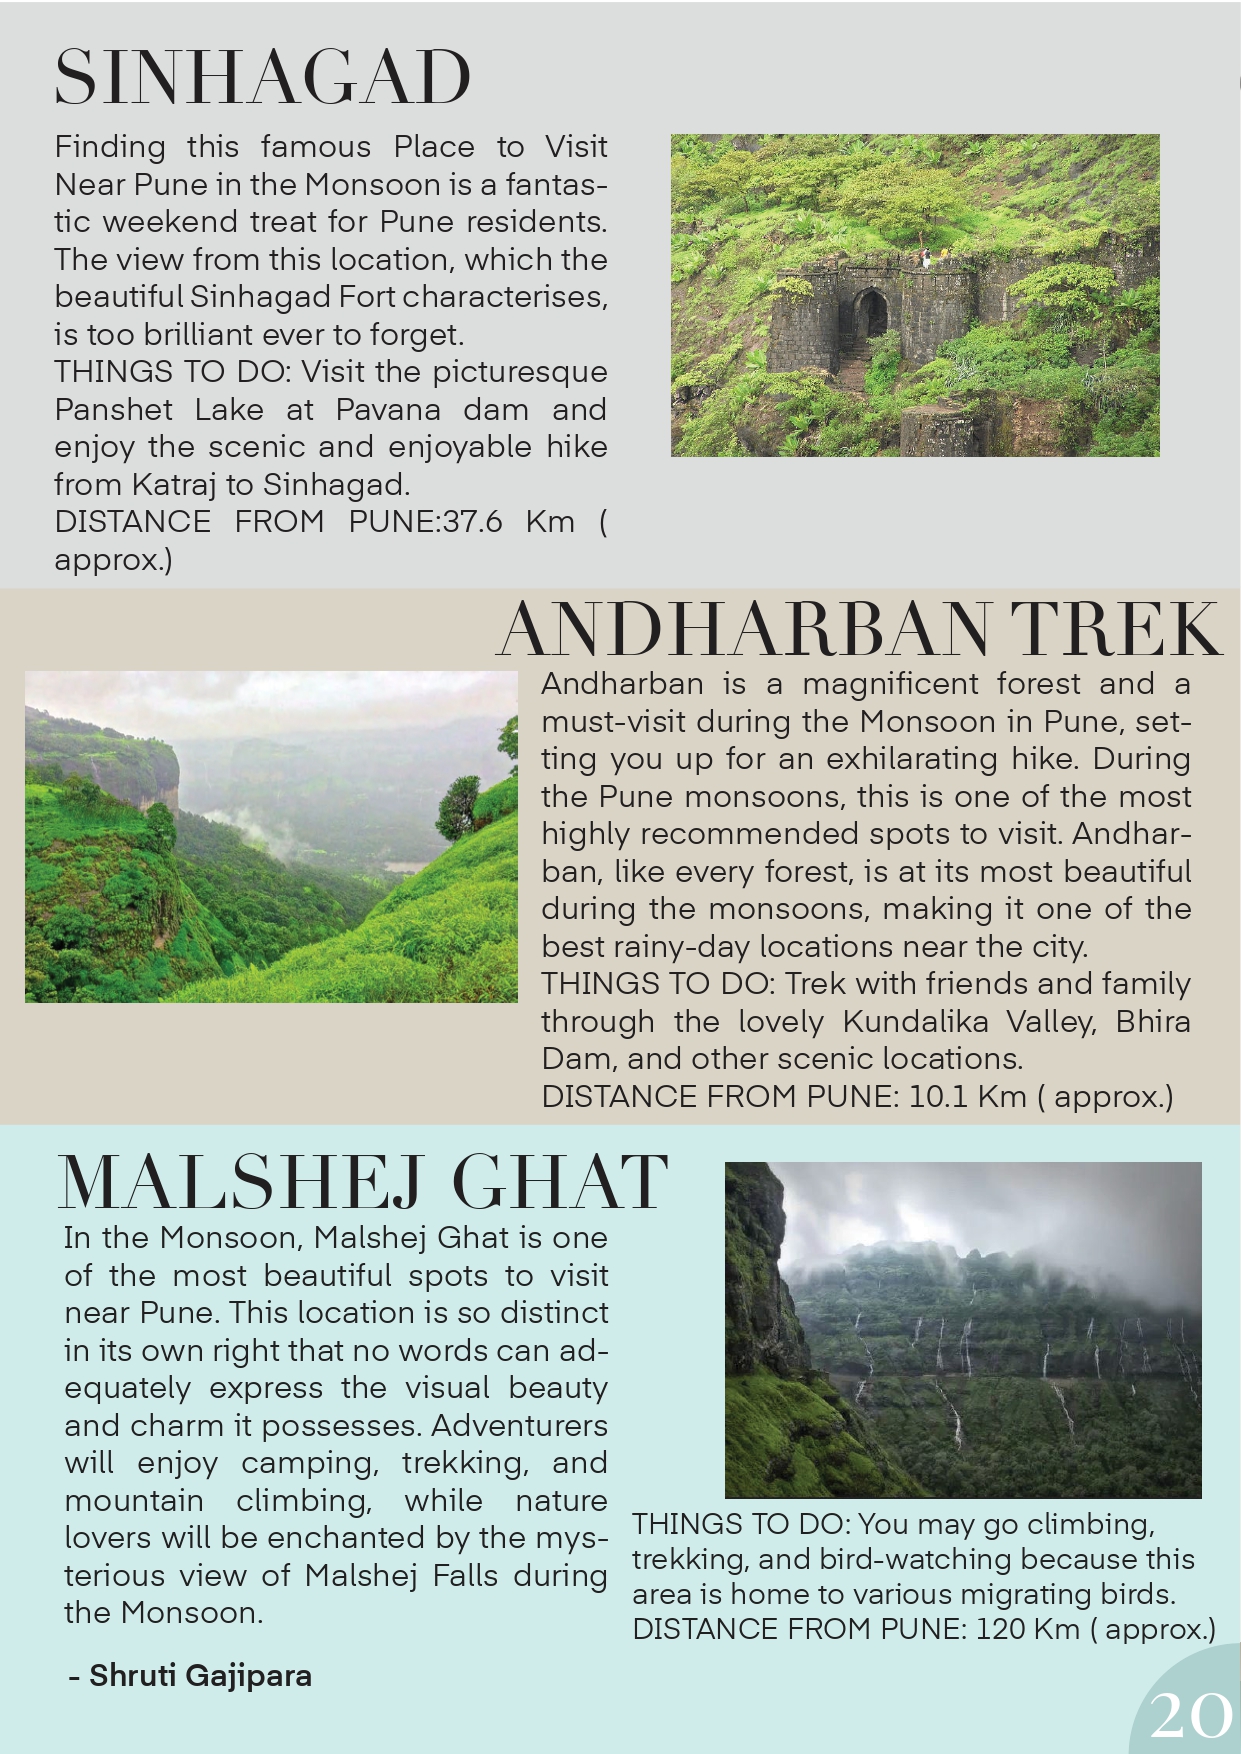 SINHAGAD
Finding this famous Place to Visit
Near Pune in the Monsoon is a fantas-
tic weekend treat for Pune residents.
The view from this location, which the
beautiful Sinhagad Fort characterises,
is too brilliant ever to forget.
THINGS TO DO: Visit the picturesque
Panshet Lake at Pavana dam and
enjoy the scenic and enjoyable hike
from Katraj to Sinhagad.
DISTANCE FROM PUNE:37.6 Km (
approx.)
ANDHARBAN TREK
Andharban is a magnificent forest and a
must-visit during the Monsoon in Pune, set-
ting you up for an exhilarating hike. During
the Pune monsoons, this is one of the most
highly recommended spots to visit. Andhar-
ban, like every forest, is at its most beautiful
during the monsoons, making it one of the
best rainy-day locations near the city.
THINGS TO DO: Trek with friends and family
through the lovely Kundalika Valley, Bhira
Dam, and other scenic locations.
DISTANCE FROM PUNE: 10.1 Km ( approx.)
MALSHEJ GHAT
In the Monsoon, Malshej Ghat is one
of the most beautiful spots to visit
near Pune. This location is so distinct
in its own right that no words can ad-
equately express the visual beauty
and charm it possesses. Adventurers
will enjoy camping, trekking, and
mountain climbing, while nature
lovers will be enchanted by the mys-
terious view of Malshej Falls during
the Monsoon.
THINGS TO DO: You may go climbing,
trekking, and bird-watching because this
area is home to various migrating birds.
DISTANCE FROM PUNE: 120 Km ( approx.)
- Shruti Gajipara
20